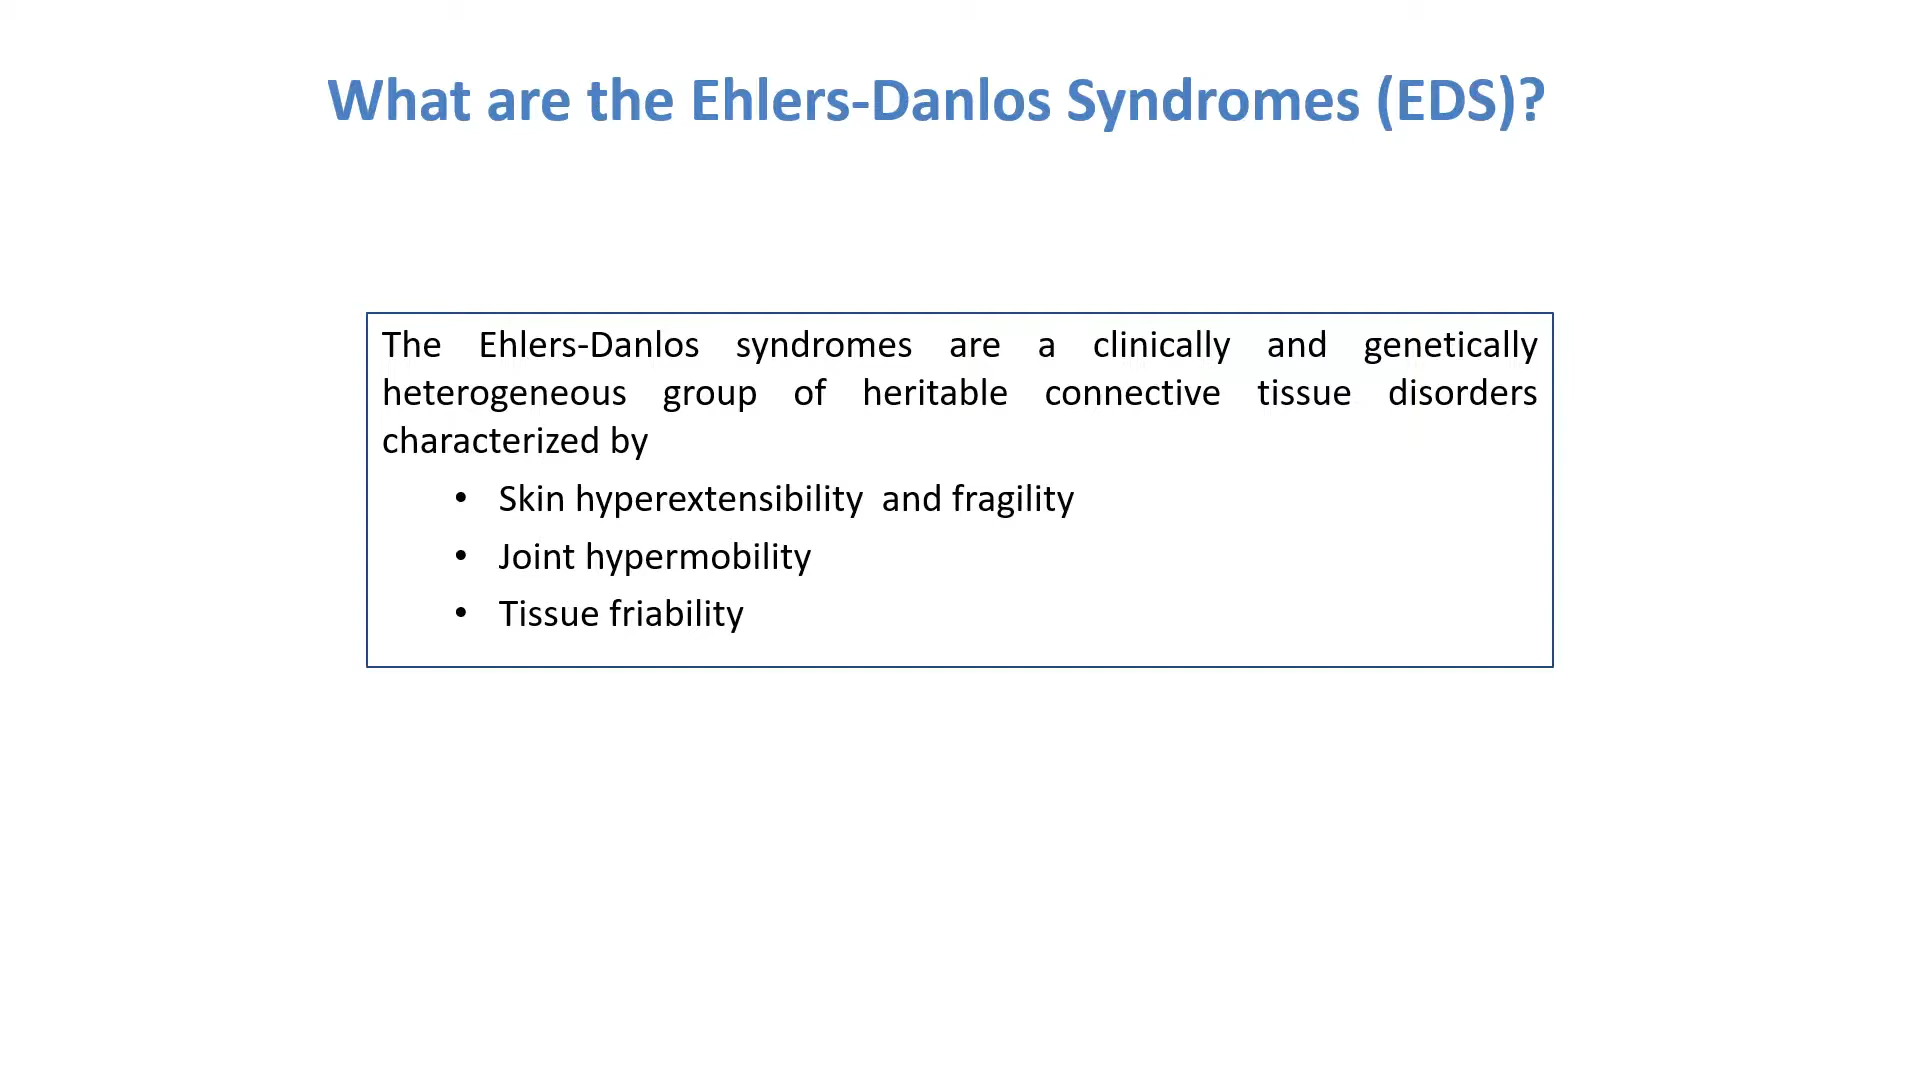 What are the Ehlers-Danlos Syndromes (EDS)?
The Ehlers-Danlos syndromes are a clinically and genetically
heterogeneous group of heritable connective tissue disorders
characterized by
• Skin hyperextensibility  and fragility
• Joint hypermobility
• Tissue friability